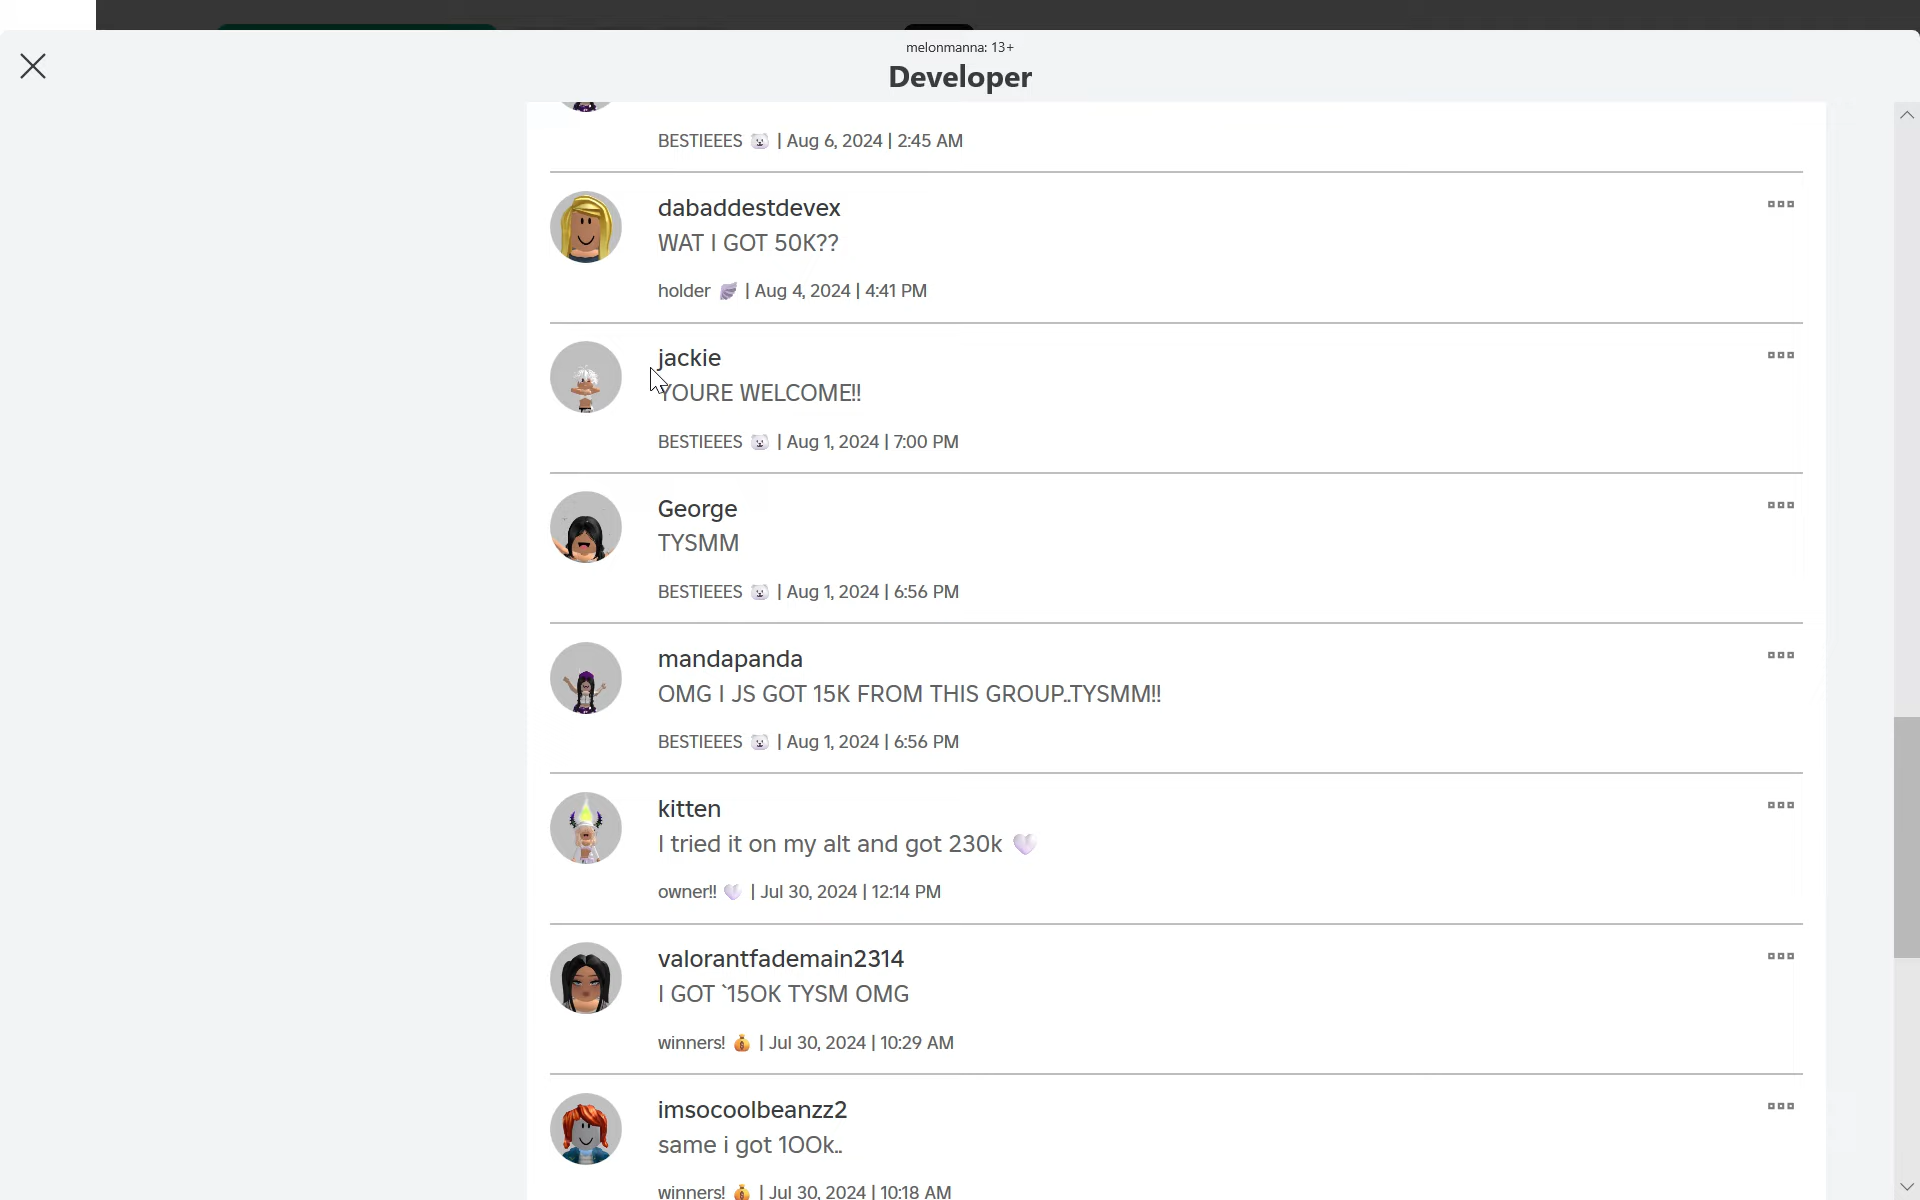 melonmanna: 13+
Developer
BESTIEEES 🐻‍❄️ | Aug 6, 2024 | 2:45 AM
dabaddestdevex
WAT I GOT 50K??
holder 🪽 | Aug 4, 2024 | 4:41 PM
jackie
YOURE WELCOME!!
BESTIEEES 🐻‍❄️ | Aug 1, 2024 | 7:00 PM
George
TYSMM
BESTIEEES 🐻‍❄️ | Aug 1, 2024 | 6:56 PM
mandapanda
OMG I JS GOT 15K FROM THIS GROUP..TYSMM!!
BESTIEEES 🐻‍❄️ | Aug 1, 2024 | 6:56 PM
kitten
I tried it on my alt and got 230k 🤍
owner!! 🤍 | Jul 30, 2024 | 12:14 PM
valorantfademain2314
I GOT `15OK TYSM OMG
winners! 💰 | Jul 30, 2024 | 10:29 AM
imsocoolbeanzz2
same i got 1OOk..
winners! 💰 | Jul 30, 2024 | 10:18 AM